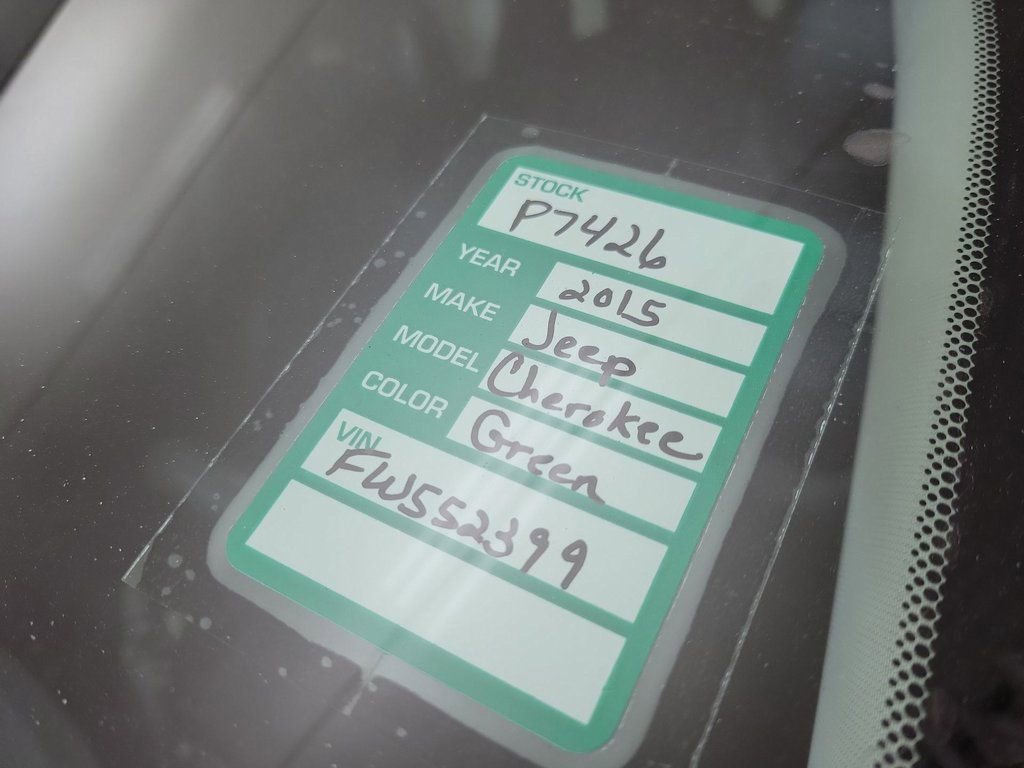 STOCK
P7426
YEAR 2015
MAKE Jeep
MODEL Cherokee
COLOR Green
VIN
FW552399